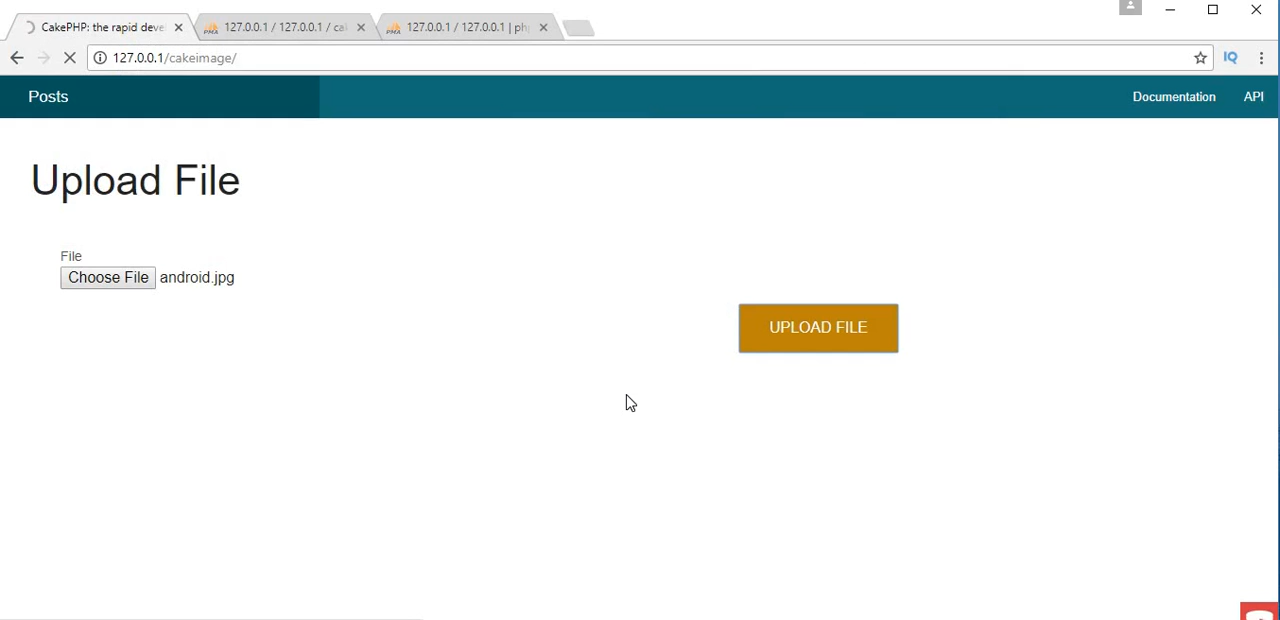 CakePHP: the rapid deve
127.0.0.1 / 127.0.0.1 / ca
127.0.0.1 / 127.0.0.1 | ph
127.0.0.1/cakeimage/
IQ
Posts
Documentation
API
Upload File
File
Choose File android.jpg
UPLOAD FILE